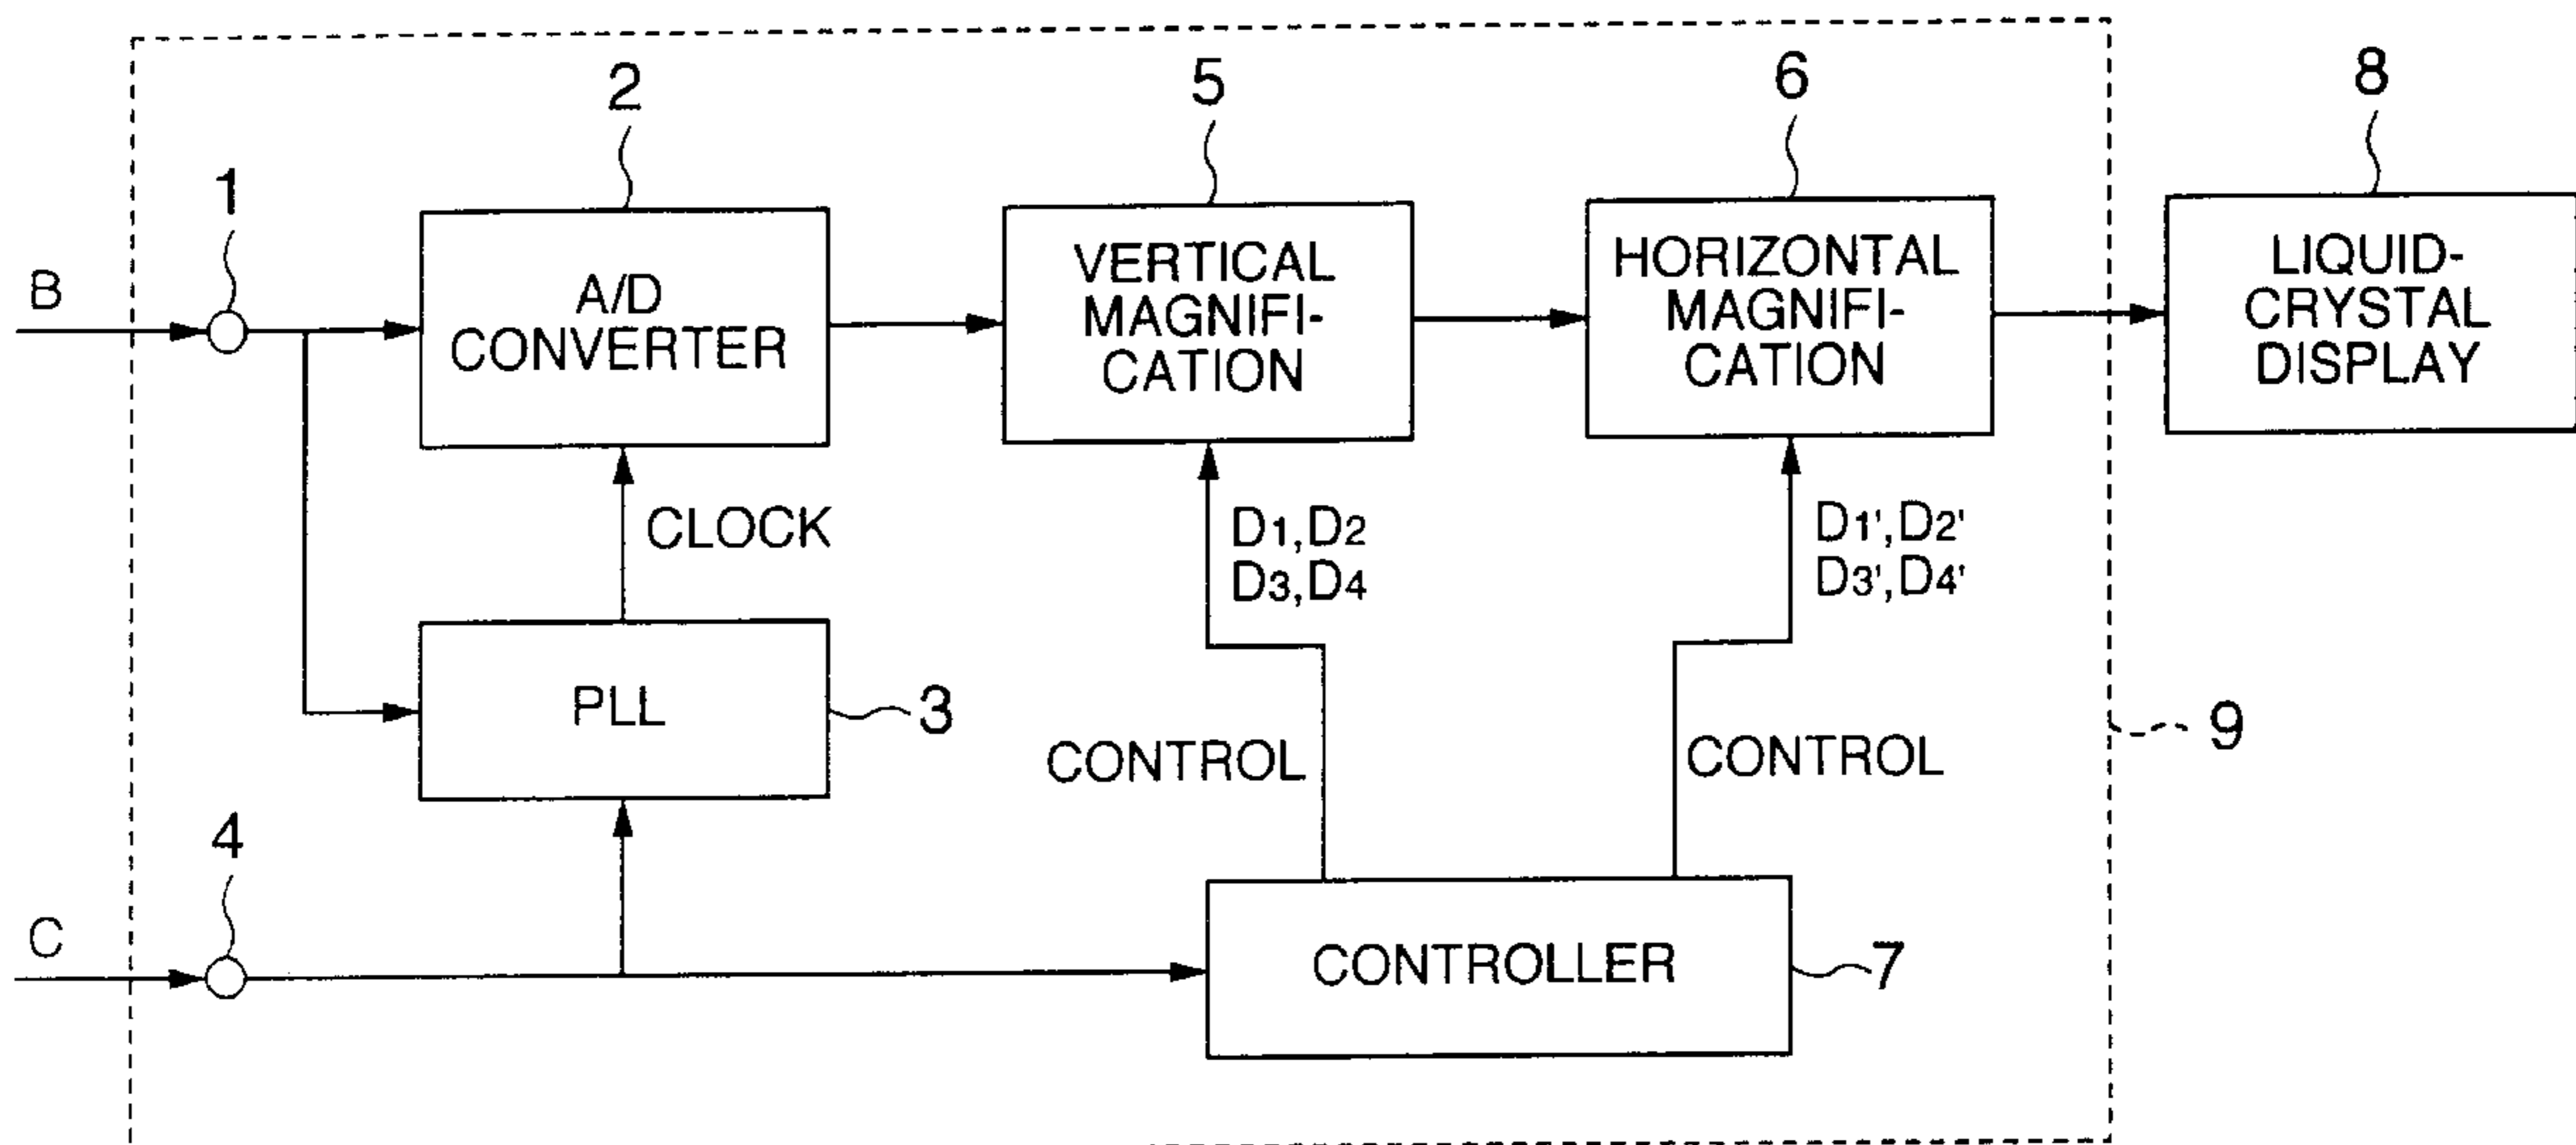 2
5
6
8
1
B
A/D
CONVERTER
VERTICAL
MAGNIFI-
CATION
HORIZONTAL
MAGNIFI-
CATION
LIQUID-
CRYSTAL
DISPLAY
CLOCK
D1,D2
D3,D4
D1',D2'
D3',D4'
PLL
3
CONTROL
CONTROL
9
4
C
CONTROLLER
7